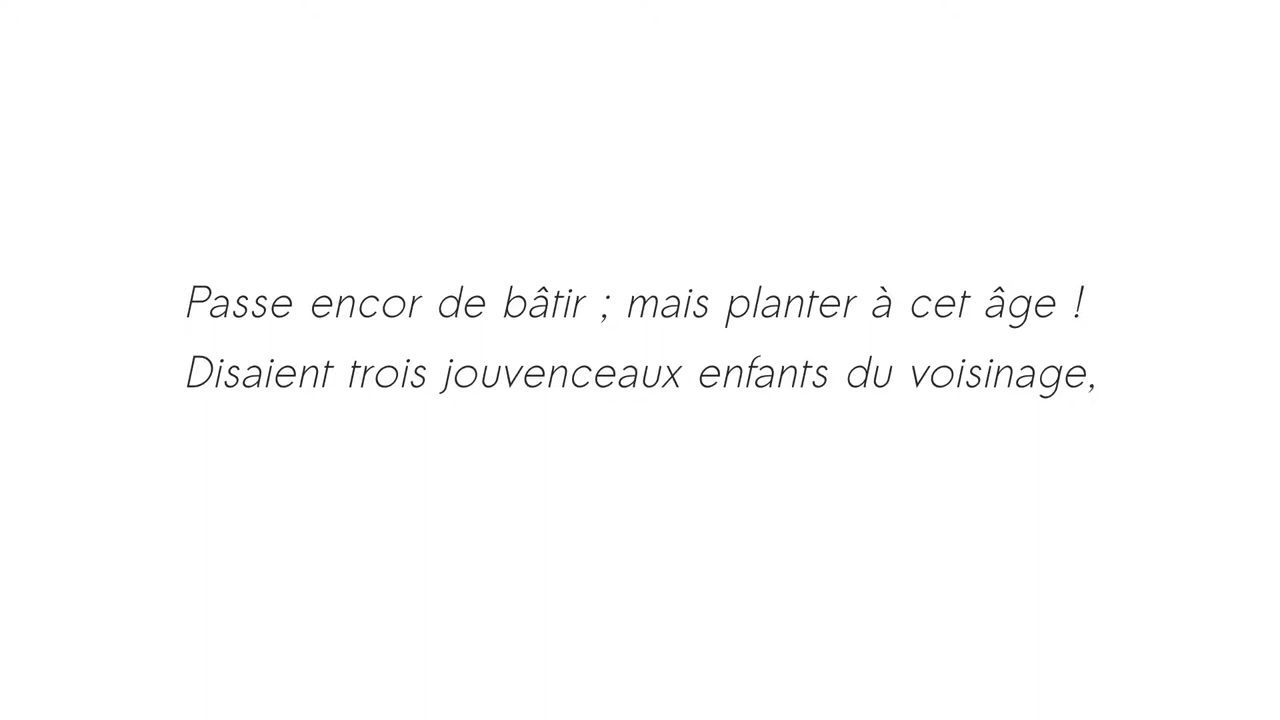 Passe encor de bâtir ; mais planter à cet âge !
Disaient trois jouvenceaux enfants du voisinage,